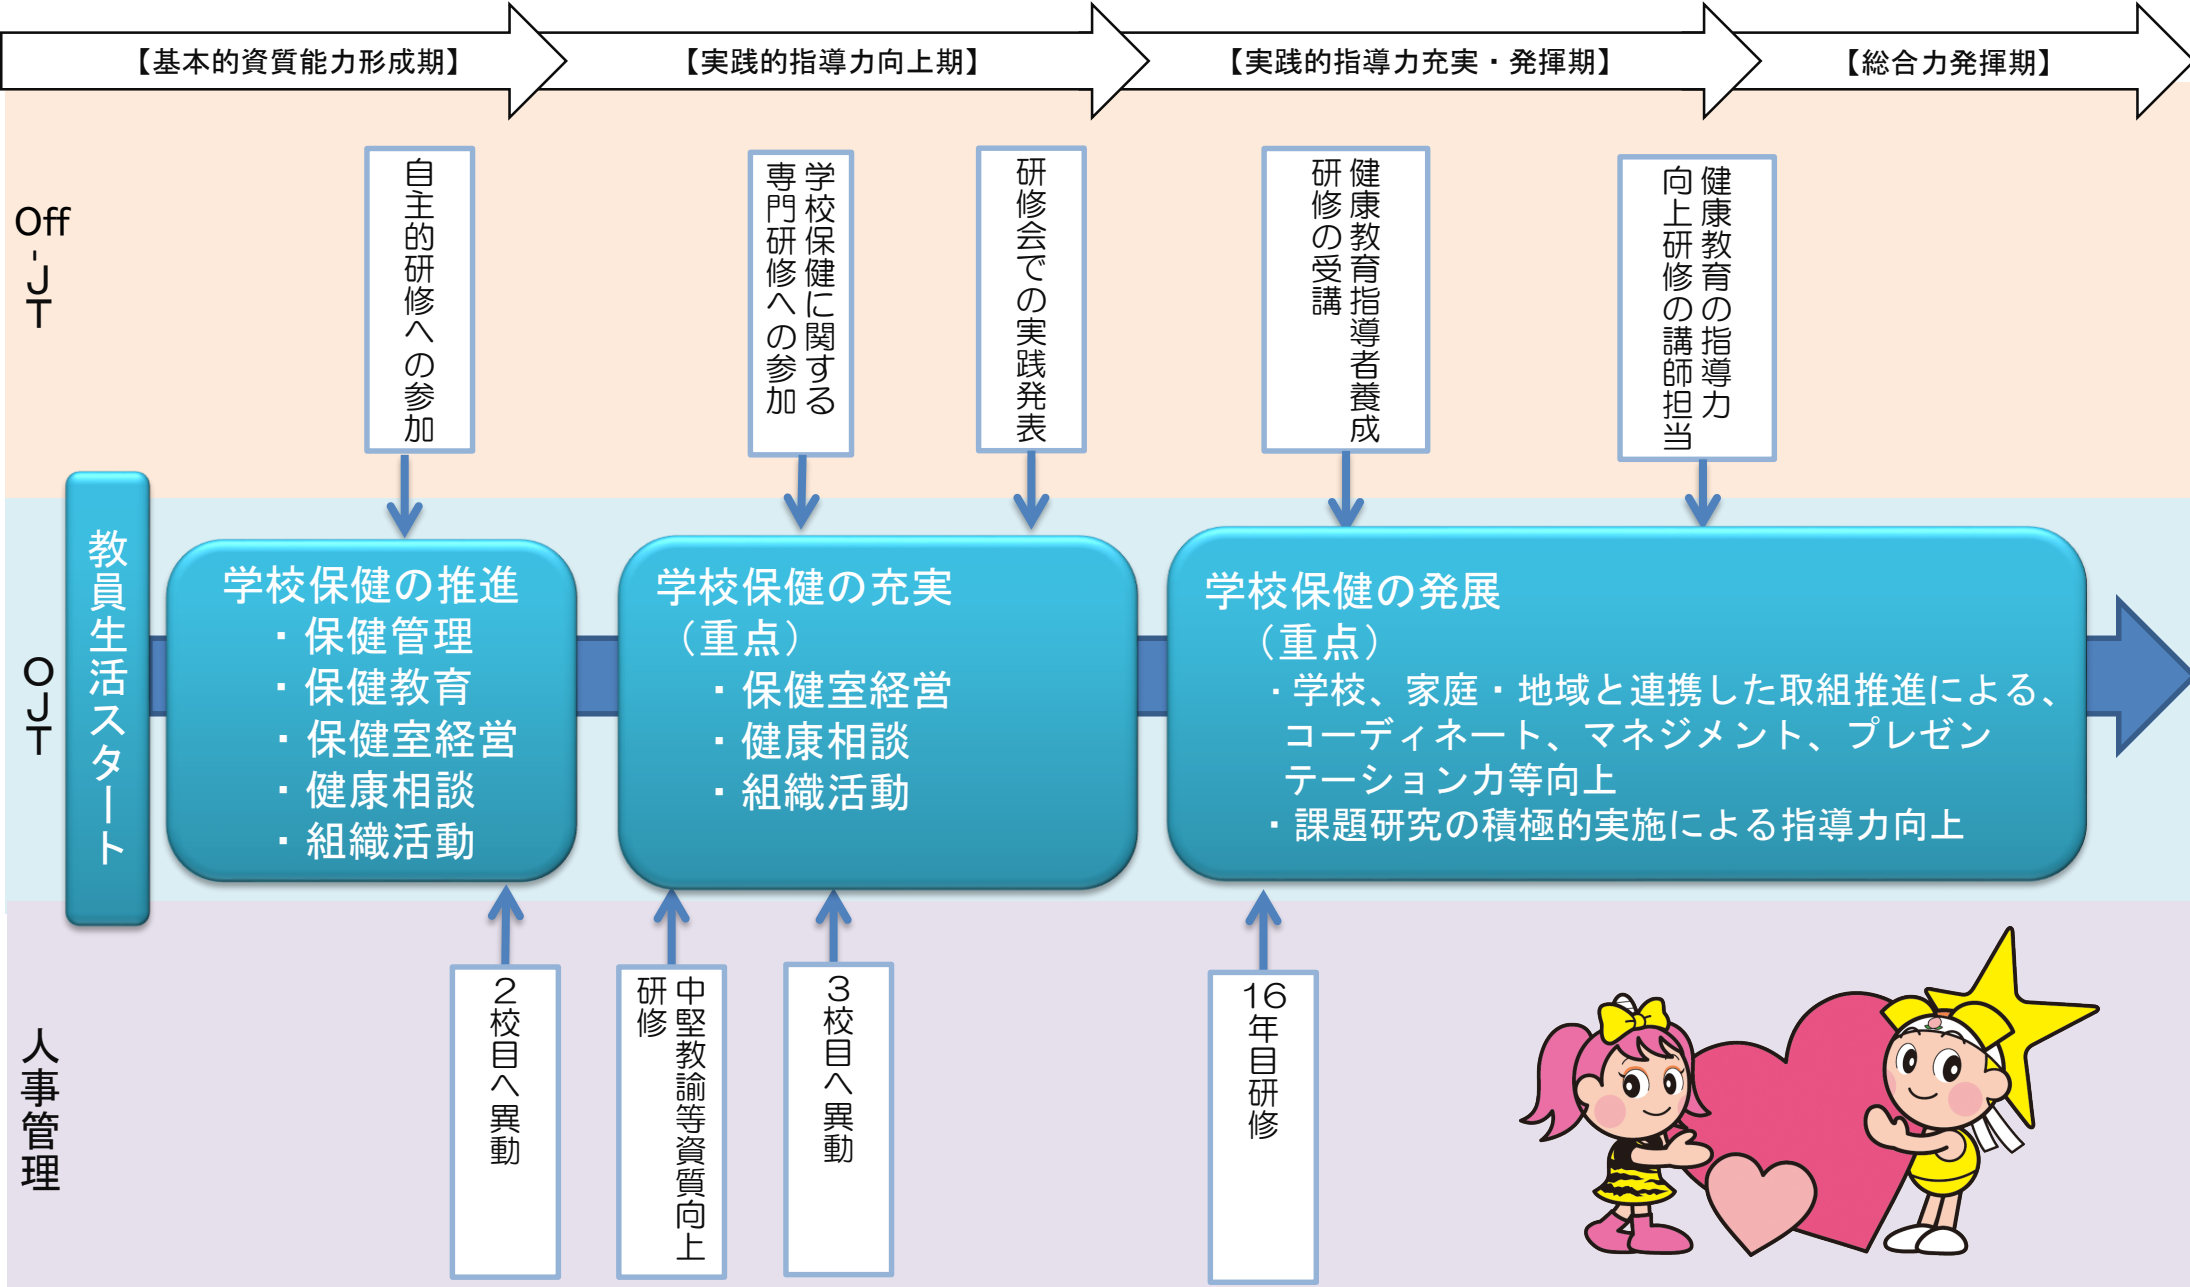 【基本的資質能力形成期】
【実践的指導力向上期】
【実践的指導力充実・発揮期】
【総合力発揮期】
Off-JT
自主的研修への参加
学校保健に関する
専門研修への参加
研修会での実践発表
健康教育指導者養成
研修の受講
健康教育の指導力
向上研修の講師担当
OJT
教員生活スタート
学校保健の推進
・保健管理
・保健教育
・保健室経営
・健康相談
・組織活動
学校保健の充実
（重点）
・保健室経営
・健康相談
・組織活動
学校保健の発展
（重点）
・学校、家庭・地域と連携した取組推進による、
コーディネート、マネジメント、プレゼン
テーション力等向上
・課題研究の積極的実施による指導力向上
人事管理
２校目へ異動
中堅教諭等資質向上
研修
３校目へ異動
16年目研修